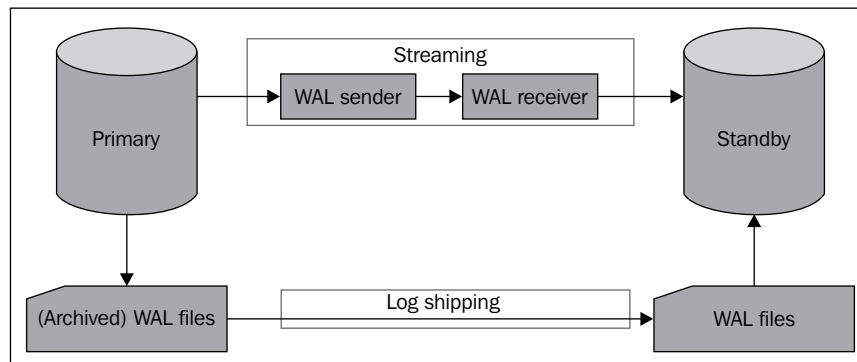 Streaming
WAL sender
WAL receiver
Primary
Standby
Log shipping
(Archived) WAL files
WAL files